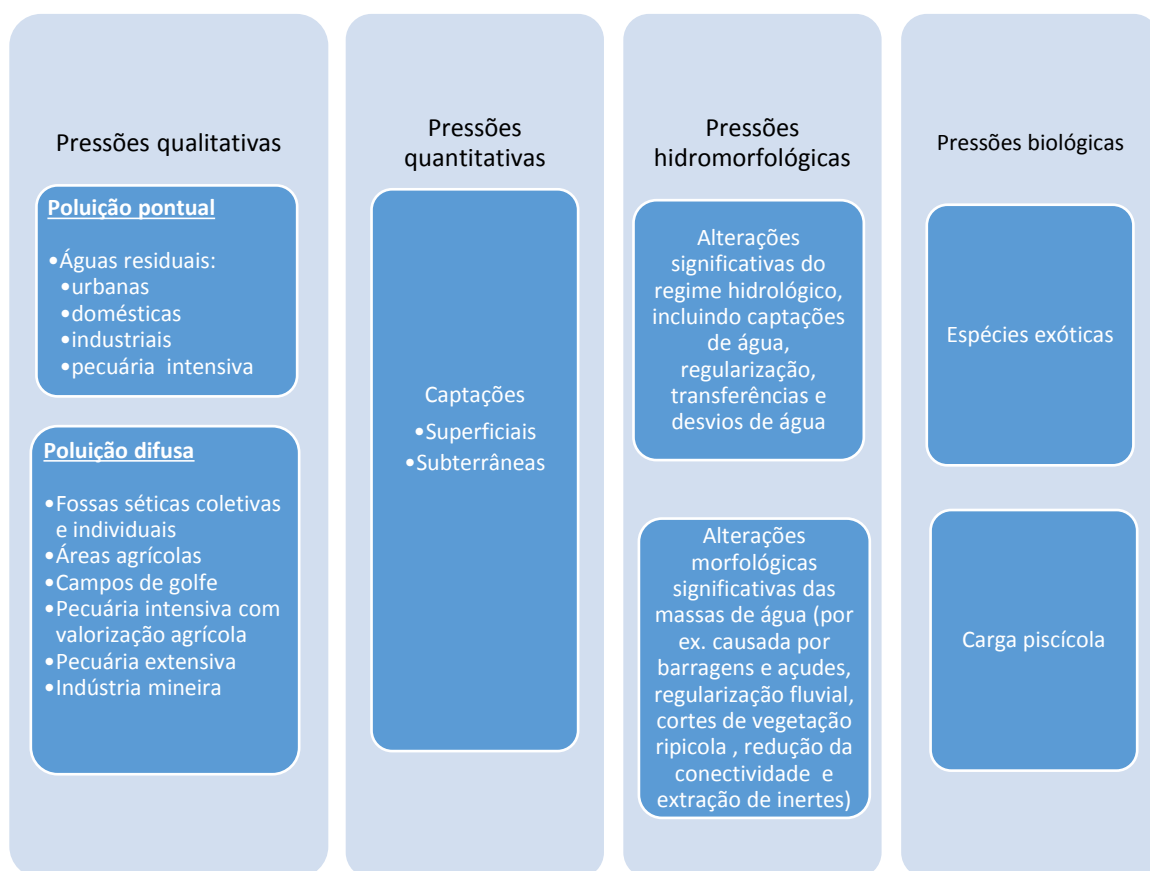 Pressões qualitativas
Poluição pontual
•Águas residuais:
•urbanas
•domésticas
•industriais
•pecuária intensiva
Poluição difusa
•Fossas séticas coletivas
e individuais
•Áreas agrícolas
•Campos de golfe
•Pecuária intensiva com
valorização agrícola
•Pecuária extensiva
•Indústria mineira
Pressões
quantitativas
Captações
•Superficiais
•Subterrâneas
Pressões
hidromorfológicas
Alterações
significativas do
regime hidrológico,
incluindo captações
de água,
regularização,
transferências e
desvios de água
Alterações
morfológicas
significativas das
massas de água (por
ex. causada por
barragens e açudes,
regularização fluvial,
cortes de vegetação
ripicola , redução da
conectividade e
extração de inertes)
Pressões biológicas
Espécies exóticas
Carga piscícola